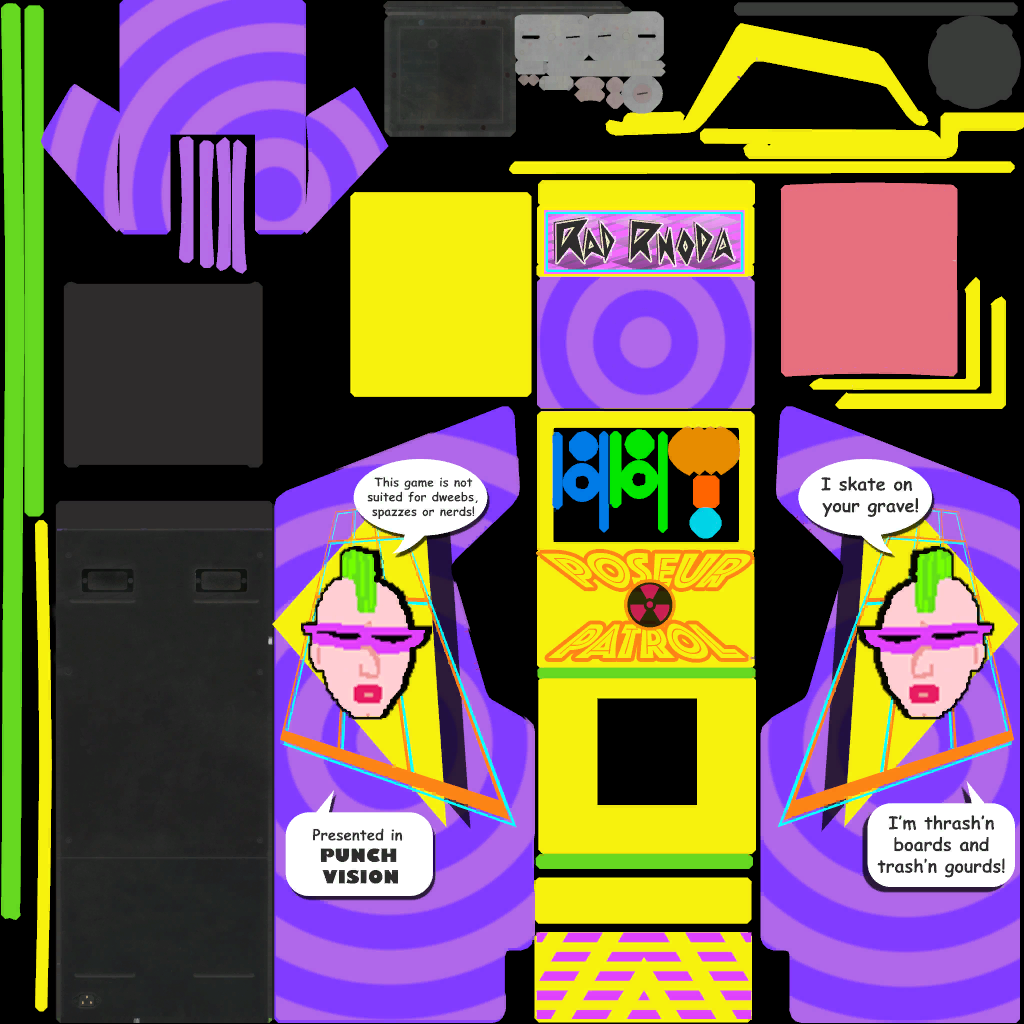 RAD RHODA
This game is not
suited for dweebs,
spazzes or nerds!
I skate on
your grave!
POSEUR
PATROL
Presented in
PUNCH
VISION
I'm thrash'n
boards and
trash'n gourds!